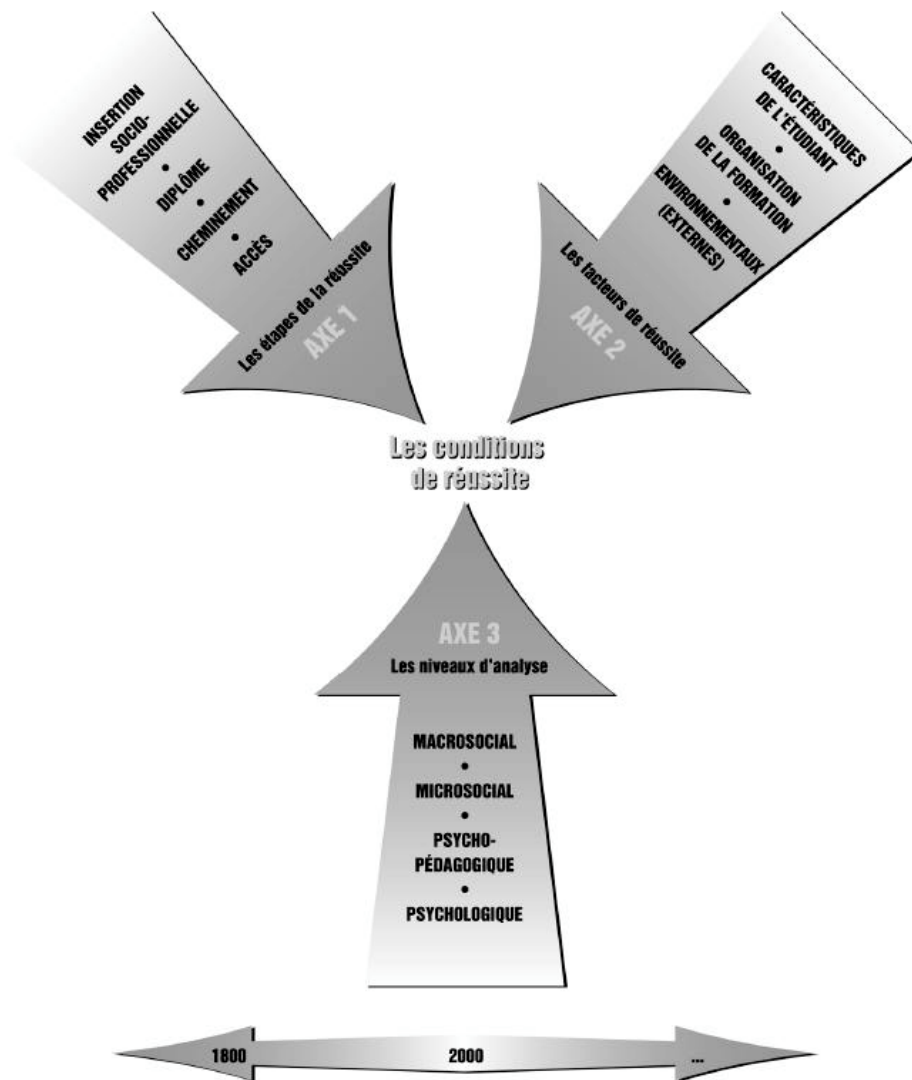 INSERTION
SOCIO-
PROFESSIONNELLE
•
DIPLÔME
•
CHEMINEMENT
•
ACCÈS
Les étapes de la réussite
AXE 1
CARACTÉRISTIQUES
DE L'ÉTUDIANT
•
ORGANISATION
DE LA FORMATION
•
ENVIRONNEMENTAUX
(EXTERNES)
Les facteurs de réussite
AXE 2
Les conditions
de réussite
AXE 3
Les niveaux d'analyse
MACROSOCIAL
•
MICROSOCIAL
•
PSYCHO-
PÉDAGOGIQUE
•
PSYCHOLOGIQUE
1800 2000 ...